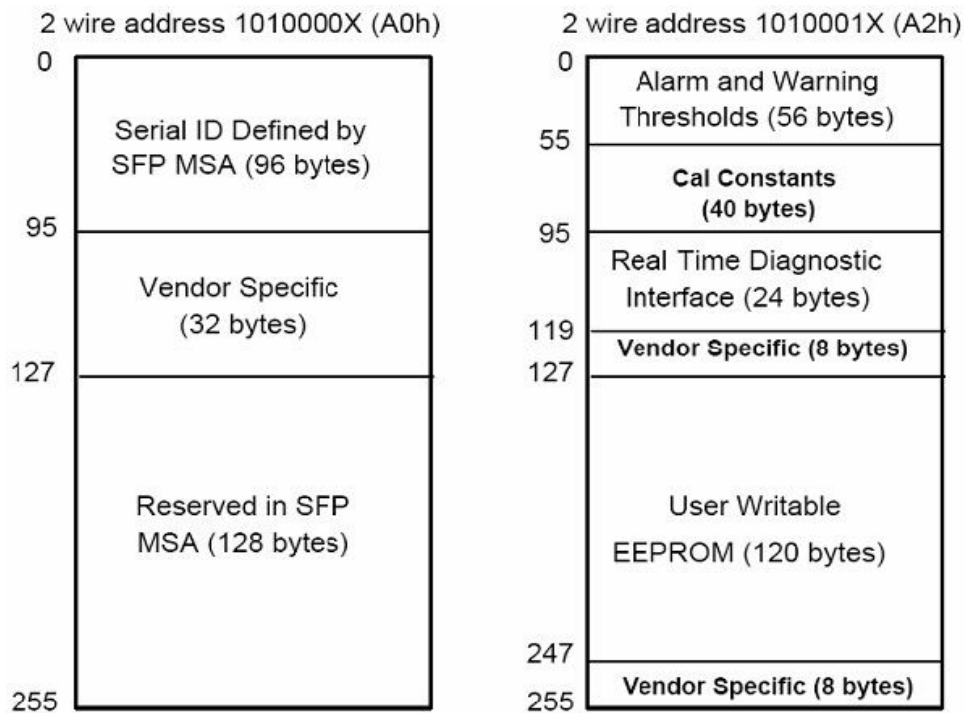 2 wire address 1010000X (A0h)
0
Serial ID Defined by
SFP MSA (96 bytes)
95
Vendor Specific
(32 bytes)
127
Reserved in SFP
MSA (128 bytes)
255
2 wire address 1010001X (A2h)
0
Alarm and Warning
Thresholds (56 bytes)
55
Cal Constants
(40 bytes)
95
Real Time Diagnostic
Interface (24 bytes)
119
Vendor Specific (8 bytes)
127
User Writable
EEPROM (120 bytes)
247
Vendor Specific (8 bytes)
255